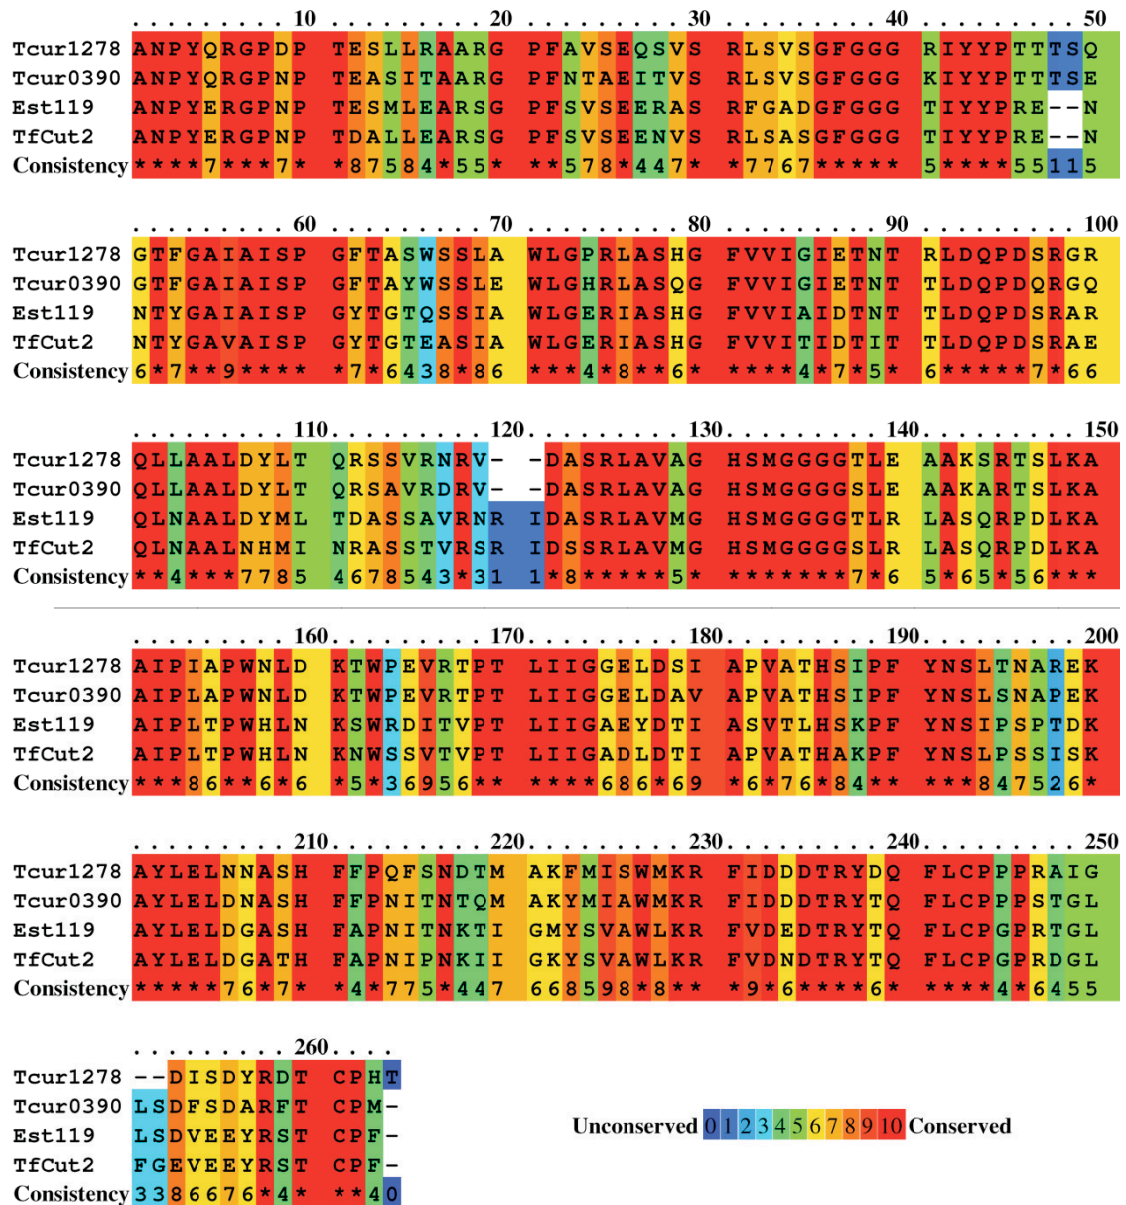 . . . . . . . . . 10 . . . . . . . . . 20 . . . . . . . . . 30 . . . . . . . . . 40 . . . . . . . . . 50
Tcur1278 ANPYQRGPDP TESLLRAARG PFAVSEQSVS RLSVSGFGGG RIYYPTTTSQ
Tcur0390 ANPYQRGPNP TEASITAARG PFNTAEITVS RLSVSGFGGG KIYYPTTTSE
Est119 ANPYERGPNP TESMLEARSG PFSVSEERAS RFGADGFGGG TIYYPRE--N
TfCut2 ANPYERGPNP TDALLEARSG PFSVSEENVS RLSASGFGGG TIYYPRE--N
Consistency ****7***7* *87584*55* **578*447* *7767***** 5****55115
. . . . . . . . . 60 . . . . . . . . . 70 . . . . . . . . . 80 . . . . . . . . . 90 . . . . . . . . . 100
Tcur1278 GTFGAIAISP GFTASWSSLA WLGPRLASHG FVVIGIETNT RLDQPDSRGR
Tcur0390 GTFGAIAISP GFTAYWSSLE WLGHRLASQG FVVIGIETNT TLDQPDQRGQ
Est119 NTYGAIAISP GYTGTQSSIA WLGERIASHG FVVIAIDTNT TLDQPDSRAR
TfCut2 NTYGAVAISP GYTGTEASIA WLGERIASHG FVVITIDTIT TLDQPDSRAE
Consistency 6*7**9**** *7*6438*86 ***4*8**6* ****4*7*5* 6*****7*66
. . . . . . . . . 110 . . . . . . . . . 120 . . . . . . . . . 130 . . . . . . . . . 140 . . . . . . . . . 150
Tcur1278 QLLAALDYLT QRSSVRNRV- -DASRLAVAG HSMGGGGTLE AAKSRTSLKA
Tcur0390 QLLAALDYLT QRSAVRDRV- -DASRLAVAG HSMGGGGSLE AAKARTSLKA
Est119 QLNAALDYML TDASSAVRNR IDASRLAVMG HSMGGGGTLR LASQRPDLKA
TfCut2 QLNAALNHMI NRASSTVRSR IDSSRLAVMG HSMGGGGSLR LASQRPDLKA
Consistency **4***7785 4678543*31 1*8*****5* *******7*6 5*65*56***
. . . . . . . . . 160 . . . . . . . . . 170 . . . . . . . . . 180 . . . . . . . . . 190 . . . . . . . . . 200
Tcur1278 AIPIAPWNLD KTWPEVRTPT LIIGGELDSI APVATHSIPF YNSLTNAREK
Tcur0390 AIPLAPWNLD KTWPEVRTPT LIIGGELDAV APVATHSIPF YNSLSNAPEK
Est119 AIPLTPWHLN KSWRDITVPT LIIGAEYDTI ASVTLHSKPF YNSIPSPTDK
TfCut2 AIPLTPWHLN KNWSSVTVPT LIIGADLDTI APVATHAKPF YNSLPSSISK
Consistency ***86**6*6 *5*36956** ****686*69 *6*76*84** ***847526*
. . . . . . . . . 210 . . . . . . . . . 220 . . . . . . . . . 230 . . . . . . . . . 240 . . . . . . . . . 250
Tcur1278 AYLELNNASH FFPQFSNDTM AKFMISWMKR FIDDDTRYDQ FLCPPPRAIG
Tcur0390 AYLELDNASH FFPNITNTQM AKYMIAWMKR FIDDDTRYTQ FLCPPPSTGL
Est119 AYLELDGASH FAPNITNKTI GMYSVAWLKR FVDEDTRYTQ FLCPGPRTGL
TfCut2 AYLELDGATH FAPNIPNKII GKYSVAWLKR FVDNDTRYTQ FLCPGPRDGL
Consistency *****76*7* *4*775*447 668598*8** *9*6****6* ****4*6455
. . . . . . . . . 260 . . . .
Tcur1278 --DISDYRDT CPHT
Tcur0390 LSDFSDARFT CPM-
Est119 LSDVEEYRST CPF-
TfCut2 FGEVEEYRST CPF-
Consistency 3386676*4* **40
Unconserved 0 1 2 3 4 5 6 7 8 9 10 Conserved